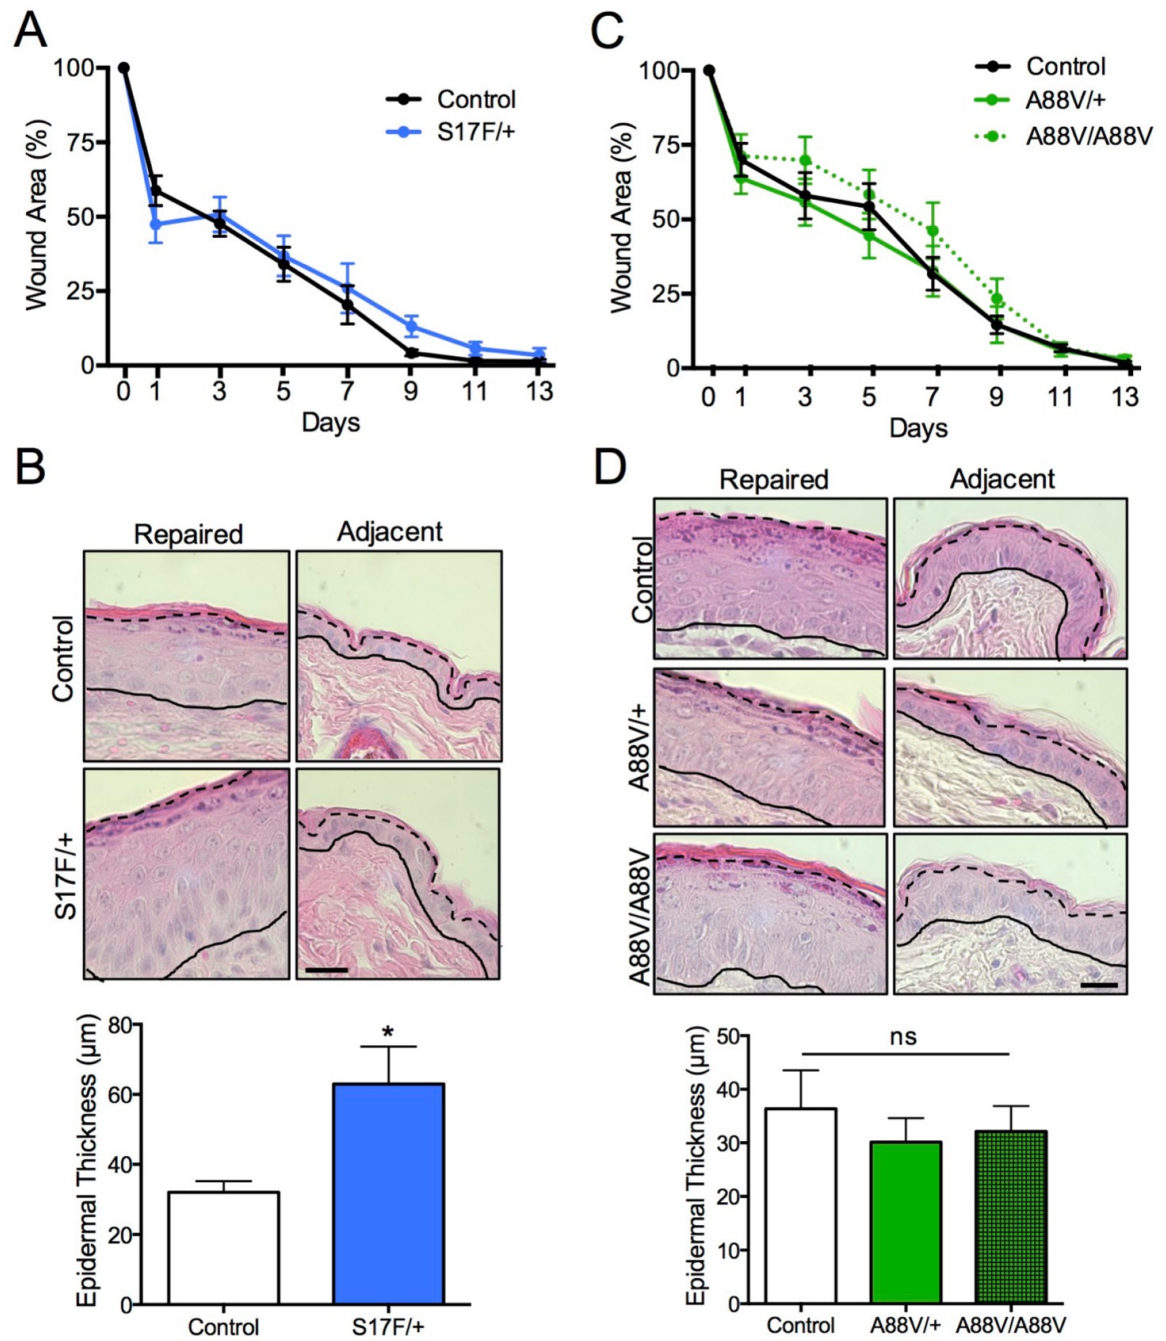 A
Wound Area (%)
100
75
50
25
0
0 1 3 5 7 9 11 13
Days
Control
S17F/+
C
Wound Area (%)
100
75
50
25
0
0 1 3 5 7 9 11 13
Days
Control
A88V/+
A88V/A88V
B
Repaired Adjacent
Control
S17F/+
Epidermal Thickness (μm)
80
60
40
20
0
*
Control S17F/+
D
Repaired Adjacent
Control
A88V/+
A88V/A88V
Epidermal Thickness (μm)
50
40
30
20
10
0
ns
Control A88V/+ A88V/A88V